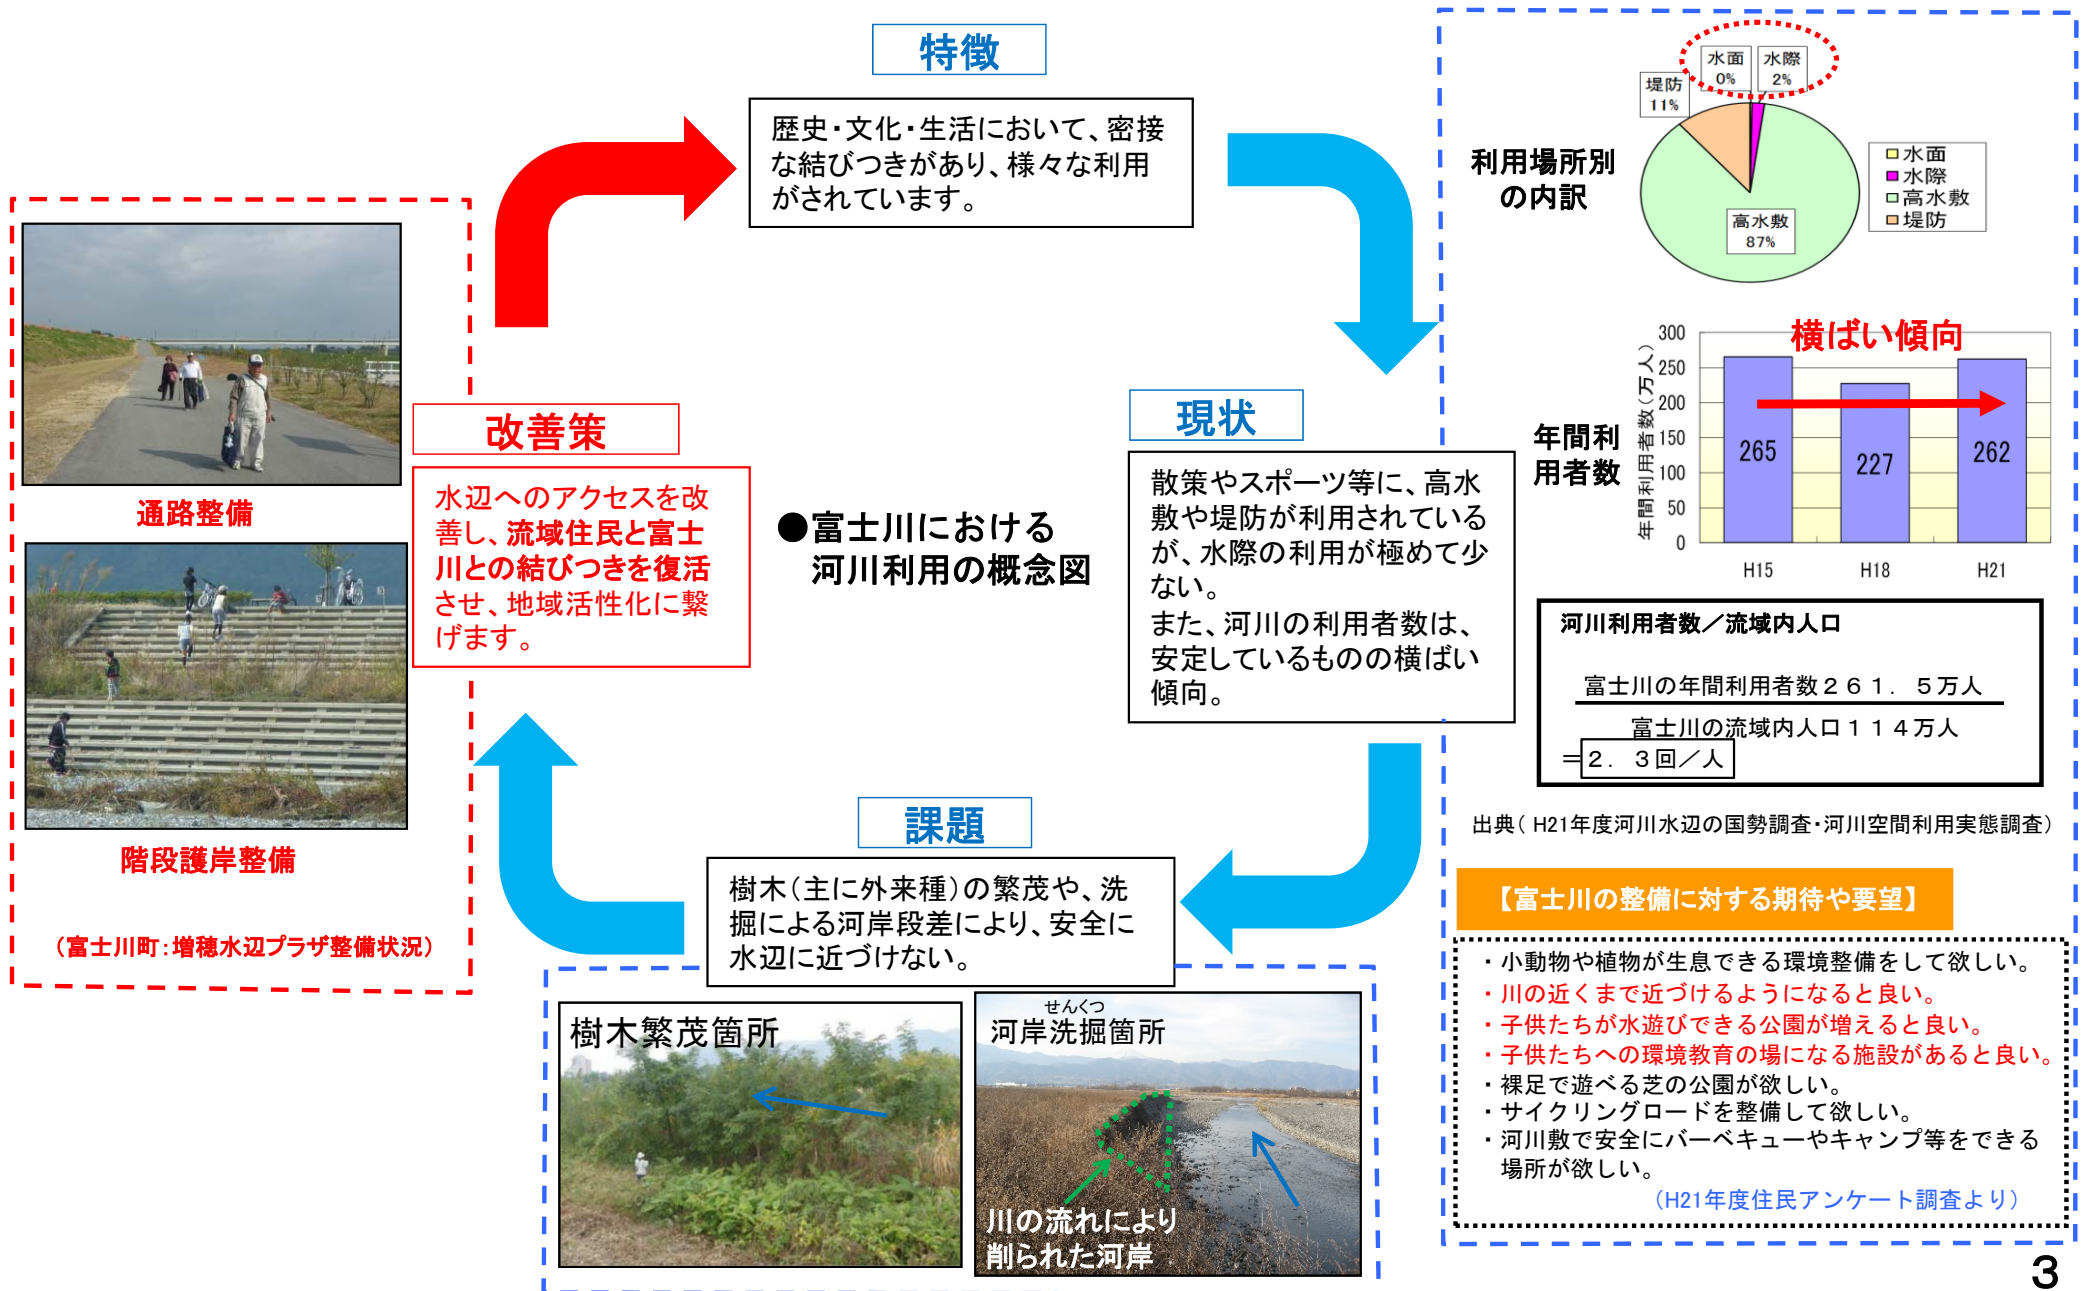 特徴
歴史・文化・生活において、密接
な結びつきがあり、様々な利用
がされています。
通路整備
階段護岸整備
（富士川町：増穂水辺プラザ整備状況）
改善策
水辺へのアクセスを改
善し、流域住民と富士
川との結びつきを復活
させ、地域活性化に繋
げます。
●富士川における
河川利用の概念図
現状
散策やスポーツ等に、高水
敷や堤防が利用されている
が、水際の利用が極めて少
ない。
また、河川の利用者数は、
安定しているものの横ばい
傾向。
課題
樹木（主に外来種）の繁茂や、洗
掘による河岸段差により、安全に
水辺に近づけない。
樹木繁茂箇所
せんくつ
河岸洗掘箇所
川の流れにより
削られた河岸
利用場所別
の内訳
水面
0%
水際
2%
堤防
11%
高水敷
87%
水面
水際
高水敷
堤防
年間利
用者数
年間利用者数（万人）
300
250
200
150
100
50
0
横ばい傾向
265
227
262
H15
H18
H21
河川利用者数／流域内人口
富士川の年間利用者数２６１．５万人
富士川の流域内人口１１４万人
＝２．３回／人
出典（H21年度河川水辺の国勢調査・河川空間利用実態調査）
【富士川の整備に対する期待や要望】
・小動物や植物が生息できる環境整備をして欲しい。
・川の近くまで近づけるようになると良い。
・子供たちが水遊びできる公園が増えると良い。
・子供たちへの環境教育の場になる施設があると良い。
・裸足で遊べる芝の公園が欲しい。
・サイクリングロードを整備して欲しい。
・河川敷で安全にバーベキューやキャンプ等をできる
場所が欲しい。
（H21年度住民アンケート調査より）
3